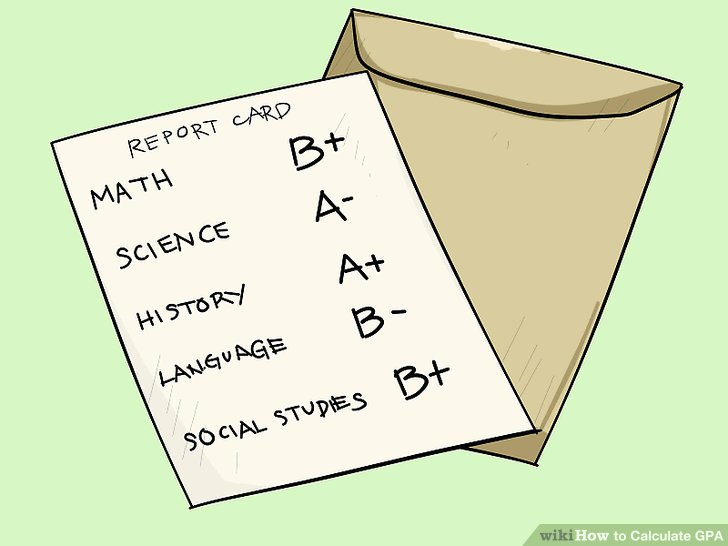 REPORT CARD
MATH B+
SCIENCE A-
HISTORY A+
LANGUAGE B-
SOCIAL STUDIES B+
wikiHow to Calculate GPA